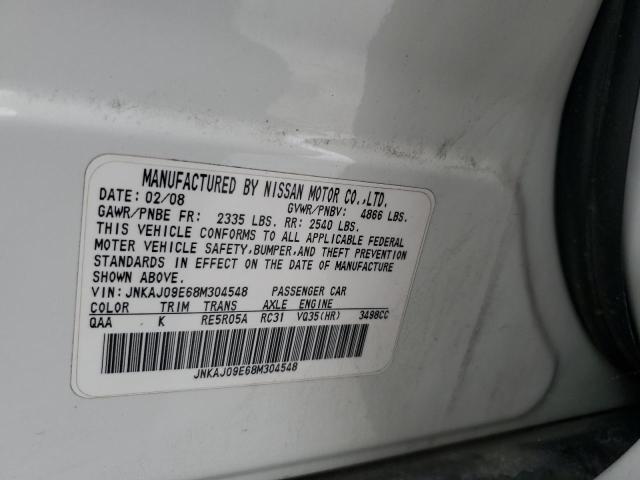 MANUFACTURED BY NISSAN MOTOR CO.,LTD.
DATE: 02/08 GVWR/PNBV: 4866 LBS.
GAWR/PNBE FR: 2335 LBS. RR: 2540 LBS.
THIS VEHICLE CONFORMS TO ALL APPLICABLE FEDERAL
MOTER VEHICLE SAFETY,BUMPER,AND THEFT PREVENTION
STANDARDS IN EFFECT ON THE DATE OF MANUFACTURE
SHOWN ABOVE.
VIN: JNKAJ09E68M304548 PASSENGER CAR
COLOR TRIM TRANS AXLE ENGINE
QAA K RE5R05A RC31 VQ35(HR) 3498CC
JNKAJ09E68M304548